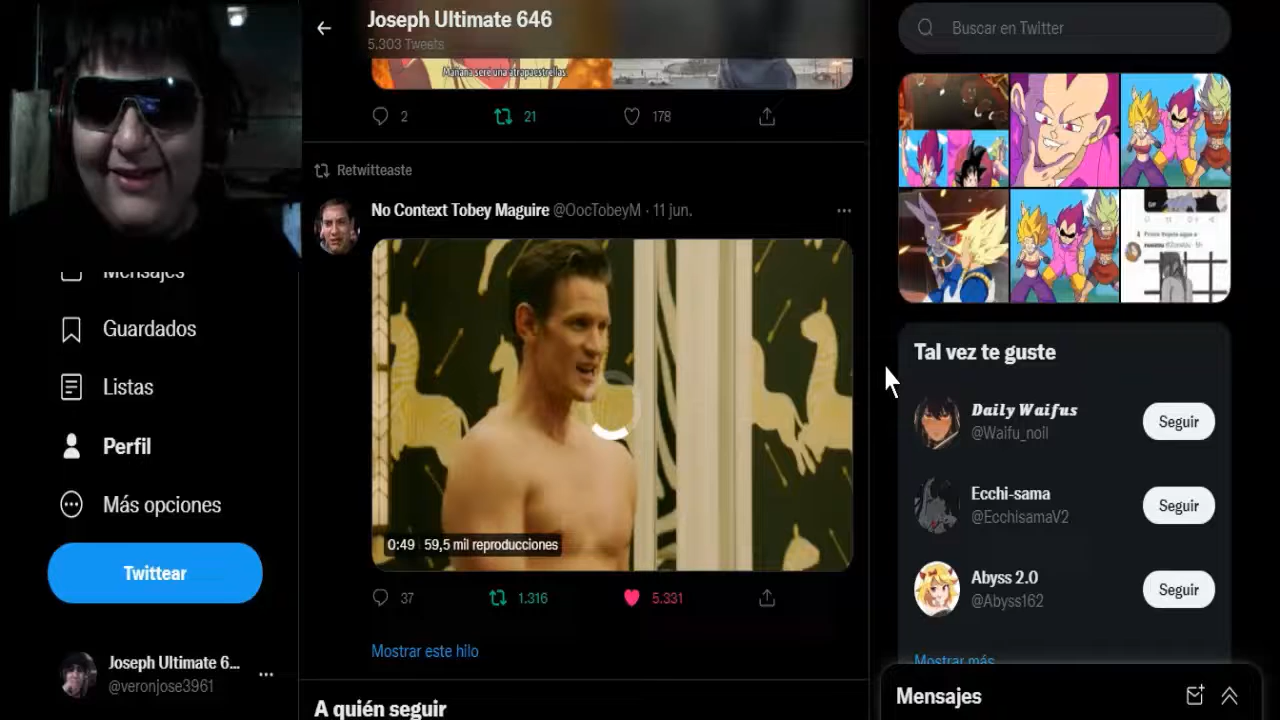 Joseph Ultimate 646
5.303 Tweets
Mañana seré una atrapaestrellas
2
21
178
Retwitteaste
No Context Tobey Maguire @OocTobeyM · 11 jun.
0:49 59,5 mil reproducciones
37
1.316
5.331
Mostrar este hilo
A quién seguir
Mensajes
Guardados
Listas
Perfil
Más opciones
Twittear
Joseph Ultimate 6...
@veronjose3961
Buscar en Twitter
Tal vez te guste
Daily Waifus
@Waifu_noil
Seguir
Ecchi-sama
@EcchisamaV2
Seguir
Abyss 2.0
@Abyss162
Seguir
Mostrar más
Mensajes